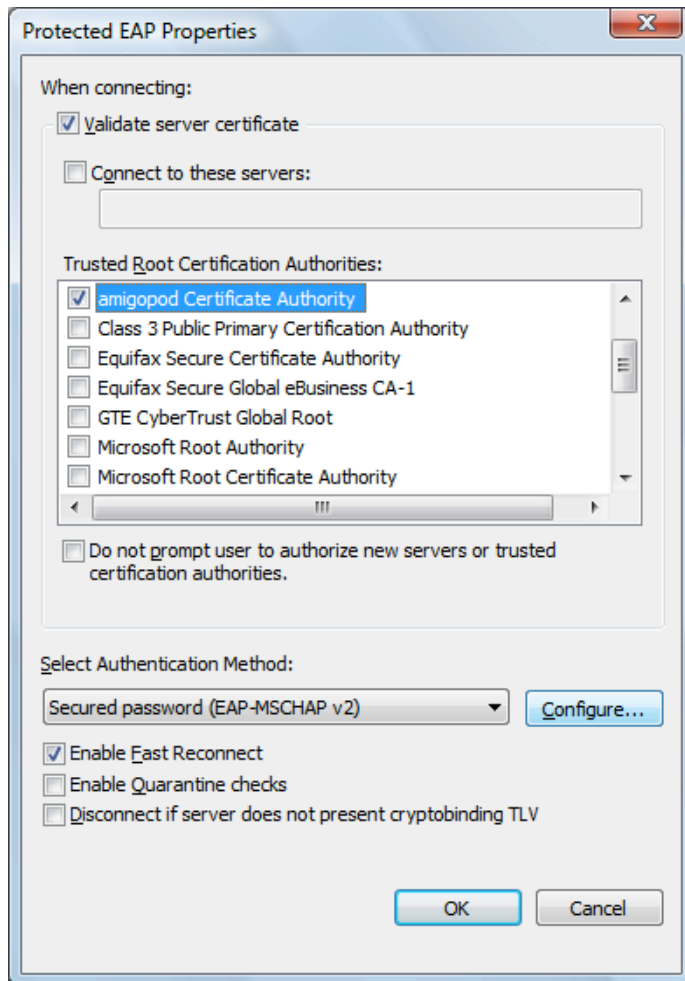 Protected EAP Properties
When connecting:
Validate server certificate
Connect to these servers:
Trusted Root Certification Authorities:
amigopod Certificate Authority
Class 3 Public Primary Certification Authority
Equifax Secure Certificate Authority
Equifax Secure Global eBusiness CA-1
GTE CyberTrust Global Root
Microsoft Root Authority
Microsoft Root Certificate Authority
Do not prompt user to authorize new servers or trusted
certification authorities.
Select Authentication Method:
Secured password (EAP-MSCHAP v2)
Configure...
Enable Fast Reconnect
Enable Quarantine checks
Disconnect if server does not present cryptobinding TLV
OK
Cancel